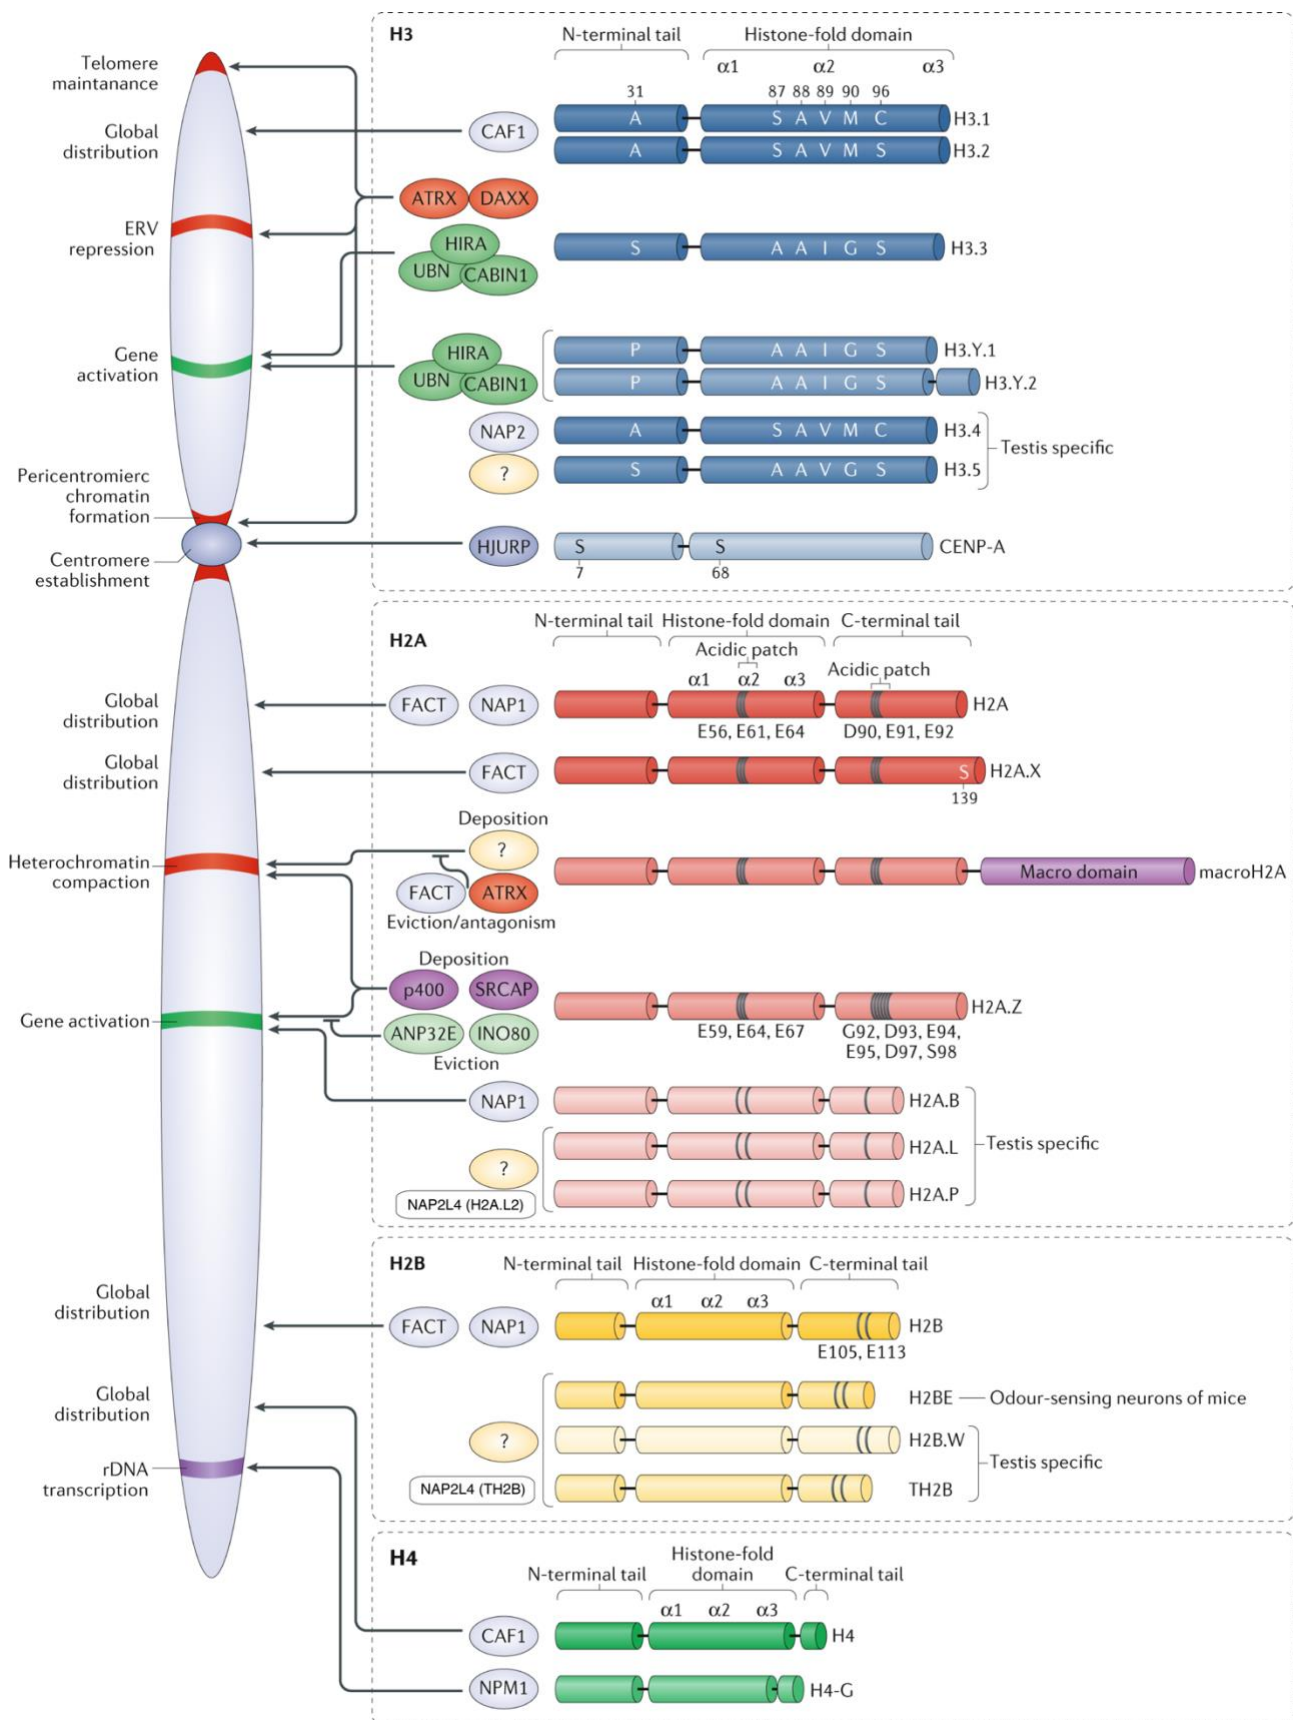 Telomere
maintanance
Global
distribution
ERV
repression
Gene
activation
Pericentromierc
chromatin
formation
Centromere
establishment
Global
distribution
Global
distribution
Heterochromatin
compaction
Gene activation
Global
distribution
Global
distribution
rDNA
transcription
H3
N-terminal tail Histone-fold domain
α1 α2 α3
31 87 88 89 90 96
CAF1
A S A V M C H3.1
A S A V M S H3.2
ATRX DAXX
HIRA
UBN CABIN1
S A A I G S H3.3
HIRA
UBN CABIN1
P A A I G S H3.Y.1
P A A I G S H3.Y.2
NAP2 A S A V M C H3.4
? S A A V G S H3.5
Testis specific
HJURP S S CENP-A
7 68
H2A
N-terminal tail Histone-fold domain C-terminal tail
Acidic patch
α1 α2 α3
Acidic patch
FACT NAP1 H2A
E56, E61, E64 D90, E91, E92
FACT S H2A.X
139
Deposition
?
FACT ATRX
Eviction/antagonism
Macro domain macroH2A
Deposition
p400 SRCAP
ANP32E INO80
Eviction
H2A.Z
E59, E64, E67 G92, D93, E94,
E95, D97, S98
NAP1 H2A.B
H2A.L
?
NAP2L4 (H2A.L2)
H2A.P
Testis specific
H2B
N-terminal tail Histone-fold domain C-terminal tail
α1 α2 α3
FACT NAP1 H2B
E105, E113
H2BE Odour-sensing neurons of mice
? H2B.W
NAP2L4 (TH2B) TH2B
Testis specific
H4
Histone-fold
domain
N-terminal tail C-terminal tail
α1 α2 α3
CAF1 H4
NPM1 H4-G